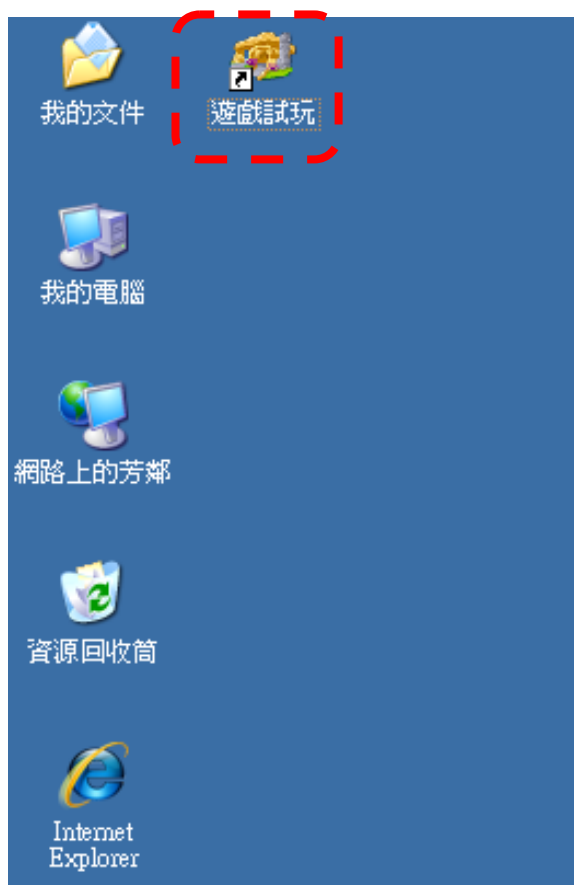 我的文件
遊戲試玩
我的電腦
網路上的芳鄰
資源回收筒
Internet
Explorer